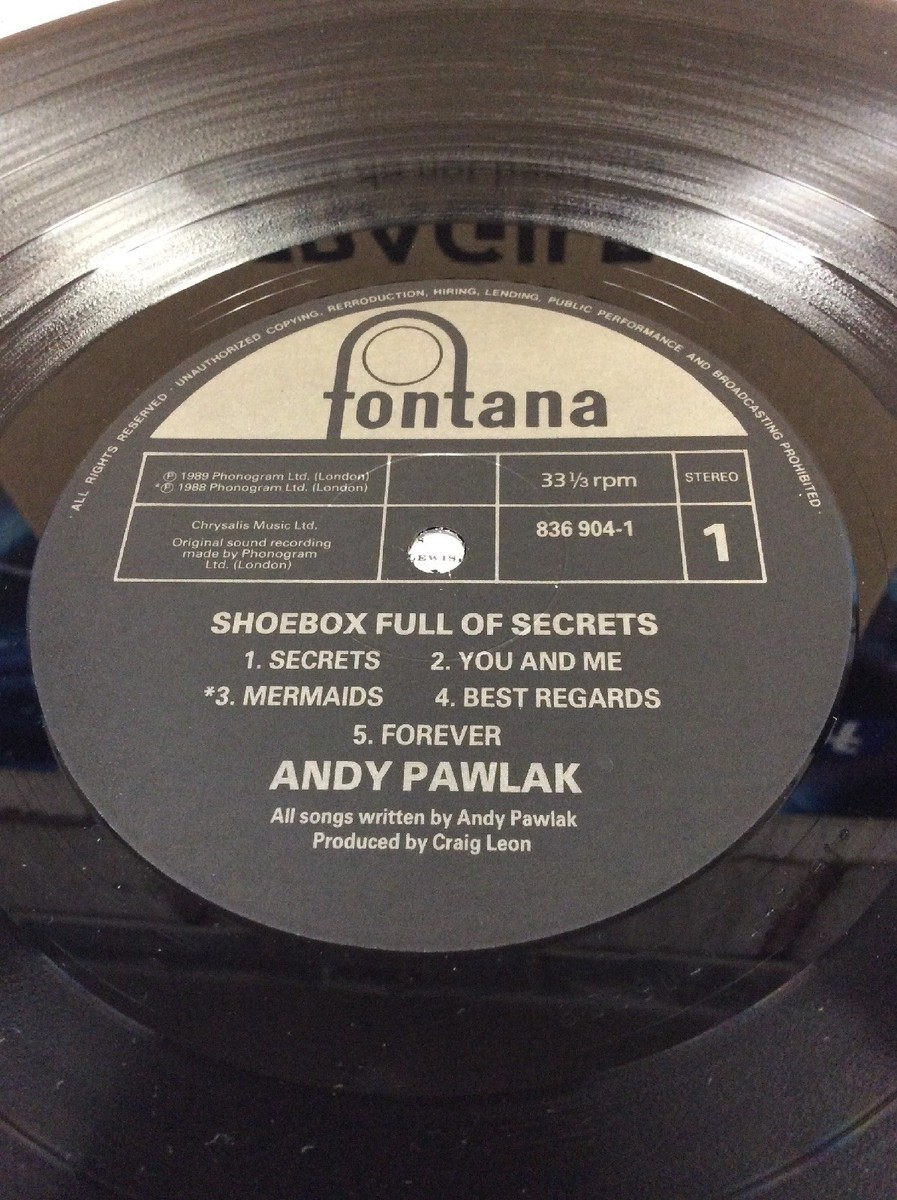 ALL RIGHTS RESERVED · UNAUTHORIZED COPYING, REPRODUCTION, HIRING, LENDING, PUBLIC PERFORMANCE AND BROADCASTING PROHIBITED ·
fontana
Ⓟ 1989 Phonogram Ltd. (London)
*Ⓟ 1988 Phonogram Ltd. (London)
33⅓ rpm
STEREO
Chrysalis Music Ltd.
Original sound recording
made by Phonogram
Ltd. (London)
836 904-1
1
LEWIS,
SHOEBOX FULL OF SECRETS
1. SECRETS 2. YOU AND ME
*3. MERMAIDS 4. BEST REGARDS
5. FOREVER
ANDY PAWLAK
All songs written by Andy Pawlak
Produced by Craig Leon